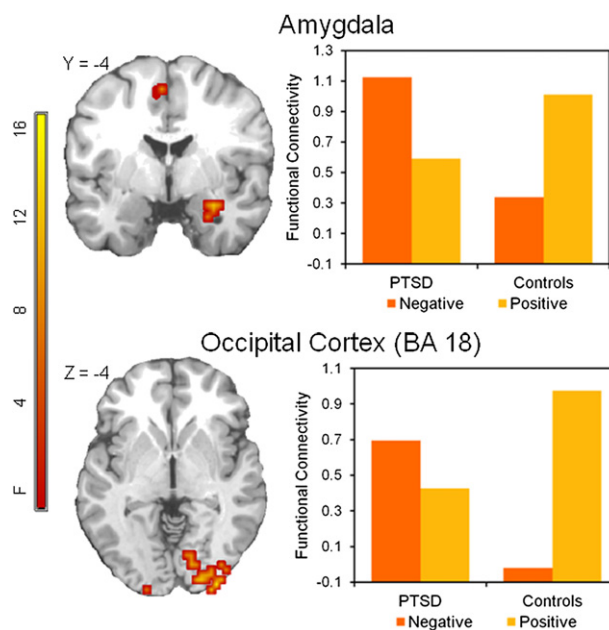 Amygdala
Y = -4
16
12
8
4
F
Functional Connectivity
1.3
1.1
0.9
0.7
0.5
0.3
0.1
-0.1
PTSD Controls
Negative Positive
Occipital Cortex (BA 18)
Z = -4
Functional Connectivity
1.1
0.9
0.7
0.5
0.3
0.1
-0.1
PTSD Controls
Negative Positive